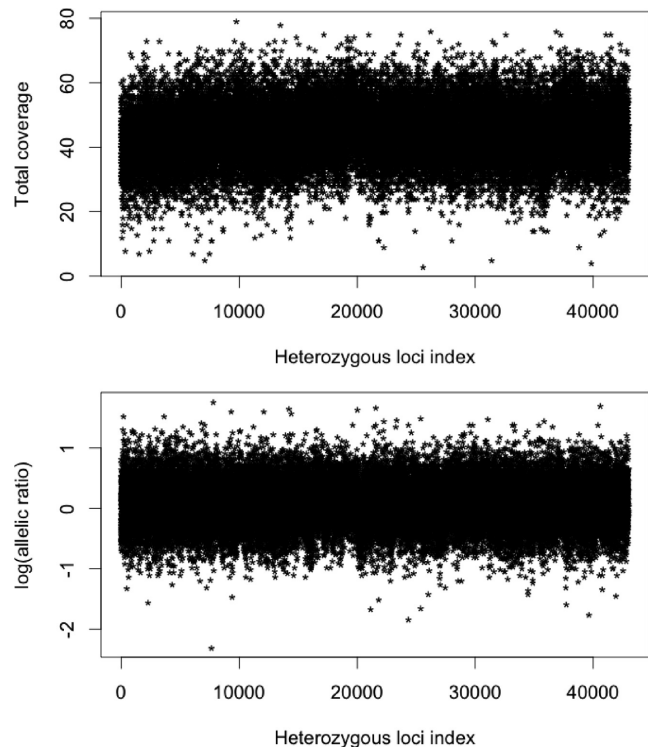 80
60
40
20
0
Total coverage
0 10000 20000 30000 40000
Heterozygous loci index
1
0
-1
-2
log(allelic ratio)
0 10000 20000 30000 40000
Heterozygous loci index